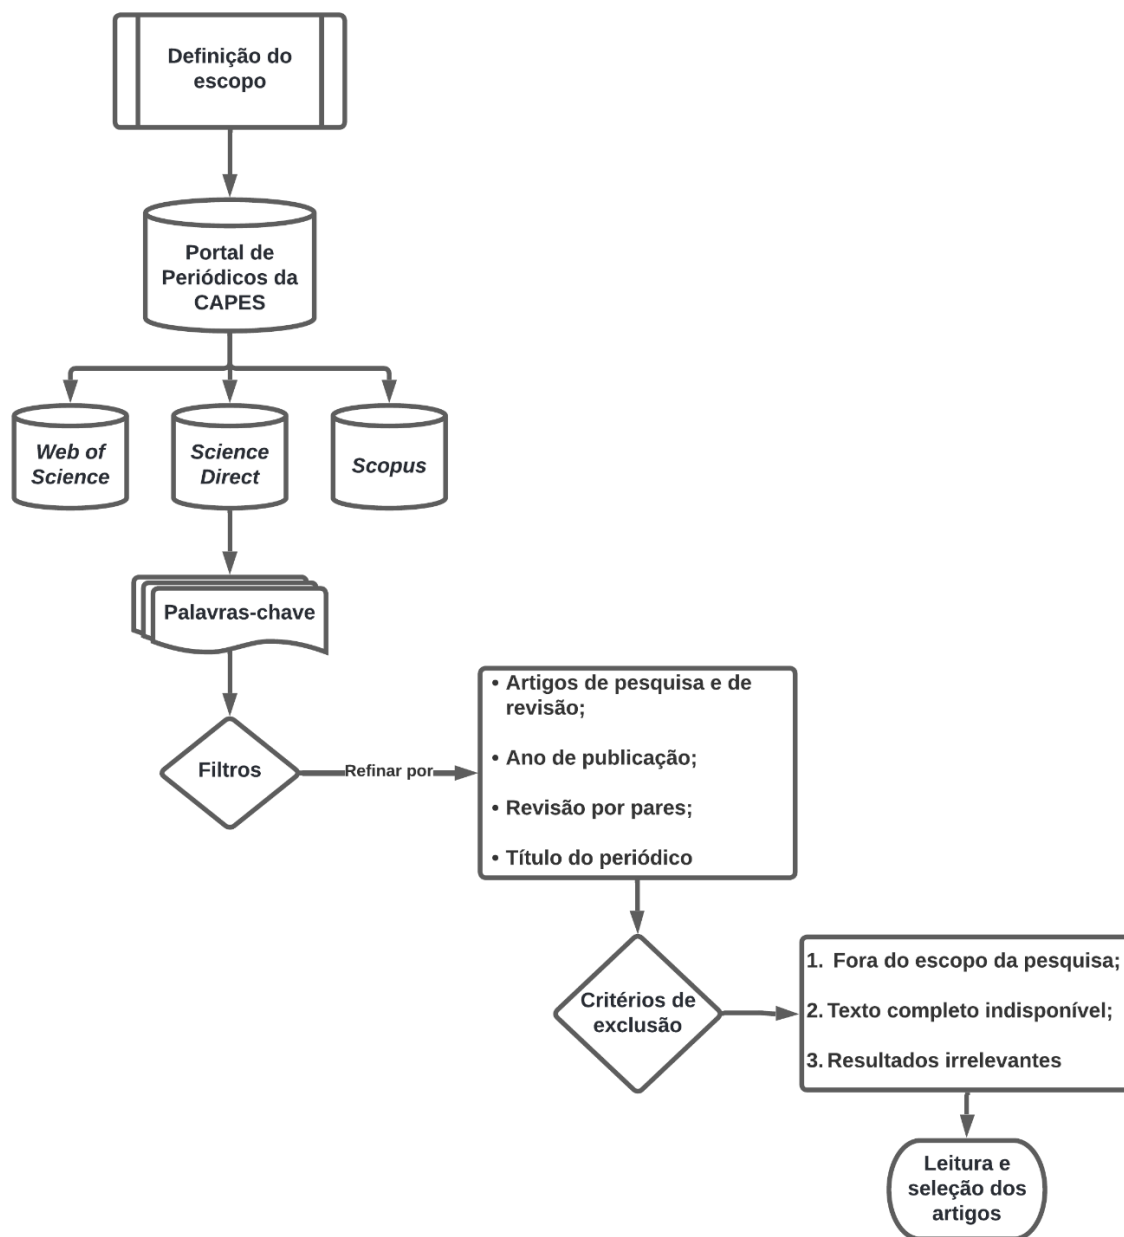 Definição do
escopo
Portal de
Periódicos da
CAPES
Web of
Science
Science
Direct
Scopus
Palavras-chave
Filtros
Refinar por
• Artigos de pesquisa e de
revisão;
• Ano de publicação;
• Revisão por pares;
• Título do periódico
Critérios de
exclusão
1. Fora do escopo da pesquisa;
2. Texto completo indisponível;
3. Resultados irrelevantes
Leitura e
seleção dos
artigos